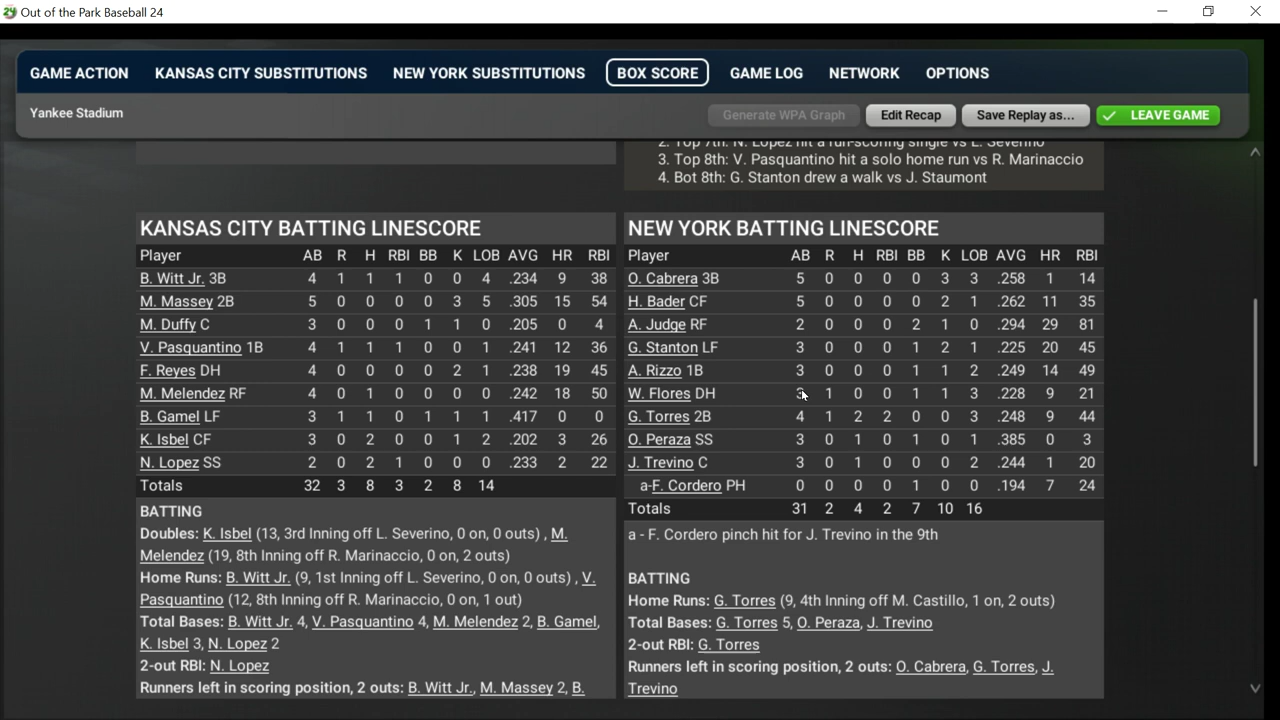 Out of the Park Baseball 24
GAME ACTION KANSAS CITY SUBSTITUTIONS NEW YORK SUBSTITUTIONS BOX SCORE GAME LOG NETWORK OPTIONS
Yankee Stadium Generate WPA Graph Edit Recap Save Replay as... LEAVE GAME
2. Top 7th: N. Lopez hit a run-scoring single vs L. Severino
3. Top 8th: V. Pasquantino hit a solo home run vs R. Marinaccio
4. Bot 8th: G. Stanton drew a walk vs J. Staumont
KANSAS CITY BATTING LINESCORE
Player AB R H RBI BB K LOB AVG HR RBI
B. Witt Jr. 3B 4 1 1 1 0 0 4 .234 9 38
M. Massey 2B 5 0 0 0 0 3 5 .305 15 54
M. Duffy C 3 0 0 0 1 1 0 .205 0 4
V. Pasquantino 1B 4 1 1 1 0 0 1 .241 12 36
F. Reyes DH 4 0 0 0 0 2 1 .238 19 45
M. Melendez RF 4 0 1 0 0 0 0 .242 18 50
B. Gamel LF 3 1 1 0 1 1 1 .417 0 0
K. Isbel CF 3 0 2 0 0 1 2 .202 3 26
N. Lopez SS 2 0 2 1 0 0 0 .233 2 22
Totals 32 3 8 3 2 8 14
BATTING
Doubles: K. Isbel (13, 3rd Inning off L. Severino, 0 on, 0 outs) , M.
Melendez (19, 8th Inning off R. Marinaccio, 0 on, 2 outs)
Home Runs: B. Witt Jr. (9, 1st Inning off L. Severino, 0 on, 0 outs) , V.
Pasquantino (12, 8th Inning off R. Marinaccio, 0 on, 1 out)
Total Bases: B. Witt Jr. 4, V. Pasquantino 4, M. Melendez 2, B. Gamel,
K. Isbel 3, N. Lopez 2
2-out RBI: N. Lopez
Runners left in scoring position, 2 outs: B. Witt Jr., M. Massey 2, B.
NEW YORK BATTING LINESCORE
Player AB R H RBI BB K LOB AVG HR RBI
O. Cabrera 3B 5 0 0 0 0 3 3 .258 1 14
H. Bader CF 5 0 0 0 0 2 1 .262 11 35
A. Judge RF 2 0 0 0 2 1 0 .294 29 81
G. Stanton LF 3 0 0 0 1 2 1 .225 20 45
A. Rizzo 1B 3 0 0 0 1 1 2 .249 14 49
W. Flores DH 3 1 0 0 1 1 3 .228 9 21
G. Torres 2B 4 1 2 2 0 0 3 .248 9 44
O. Peraza SS 3 0 1 0 1 0 1 .385 0 3
J. Trevino C 3 0 1 0 0 0 2 .244 1 20
a-F. Cordero PH 0 0 0 0 1 0 0 .194 7 24
Totals 31 2 4 2 7 10 16
a - F. Cordero pinch hit for J. Trevino in the 9th
BATTING
Home Runs: G. Torres (9, 4th Inning off M. Castillo, 1 on, 2 outs)
Total Bases: G. Torres 5, O. Peraza, J. Trevino
2-out RBI: G. Torres
Runners left in scoring position, 2 outs: O. Cabrera, G. Torres, J.
Trevino